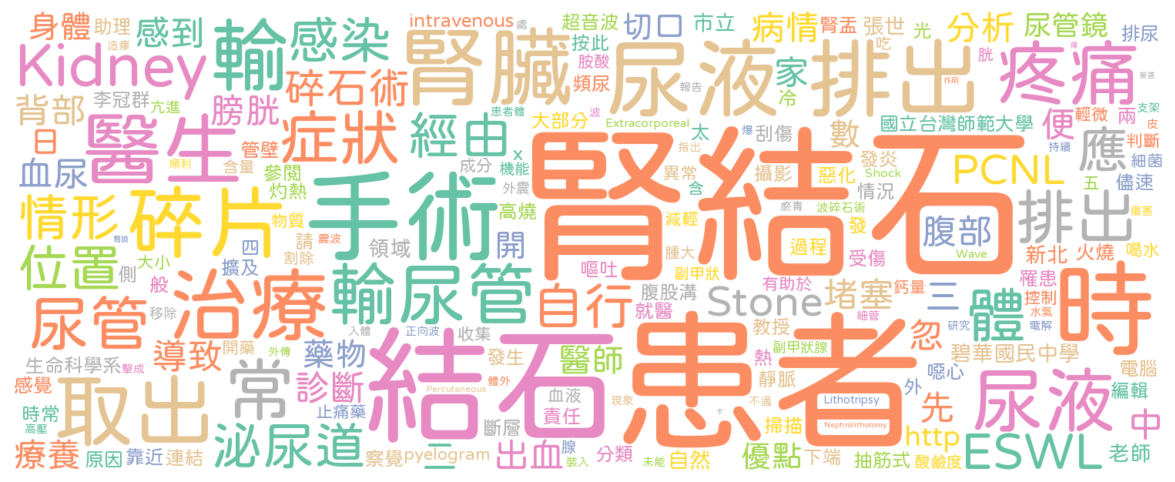 身體 助理 造瘻 感到 輸 感染 intravenous 處 超音波 切口 市立 病情 腎盂 張世 光 分析 尿管鏡 排尿
Kidney 碎石術 腎臟 按此 胺酸 頻尿 尿液 排出 家 冷 吃 胱 疼痛 作用
背部 李冠群 亢進 膀胱 症狀 經由 患者體 大部分 Extracorporeal 報告 波 爆 太 刮傷 數 國立台灣師範大學 便 輕微 兩 支架 皮
醫生 管壁 x 成分 機能 指出 異常 含 攝影 發炎 Shock 惡化 PCNL 應 判斷 細菌 持續
血尿 順利 含量 參閱 灼熱 手術 外震 腎結石 瘀青 波碎石術 情況 五 儘速
情形 碎片 物質 高燒 減輕 發 腹部 排出 傷害
位置 側 大小 四 擴及 請 割除 震波 領域 開 嘔吐 腫大 過程 受傷 Wave 新北 火燒 喝水
般 移除 治療 輸尿管 自行 就醫 腹股溝 副甲狀 Stone 有助於 堵塞 鈣量 細管 三 體 罹患 控制 水氣 時
尿管 入體 正向波 收集 教授 忽 研究 電解
生命科學系 擊成 導致 開藥 外傳 藥物 發生 醫師 熱 副甲狀腺 碧華國民中學
感覺 取出 常 診斷 結石 Percutaneous 體外 血液 現象 靜脈 患者 不適 Lithotripsy 外 噁心 尿液 電腦 編輯
時常 高壓 止痛藥 斷層 責任 卡 掃描 Nephrolithotomy 先 中
療養 原因 靠近 連結 泌尿道 二 察覺 pyelogram 出血 腺 裝入 分類 未能 自然 優點 下端 抽筋式 http 酸鹼度 ESWL 老師